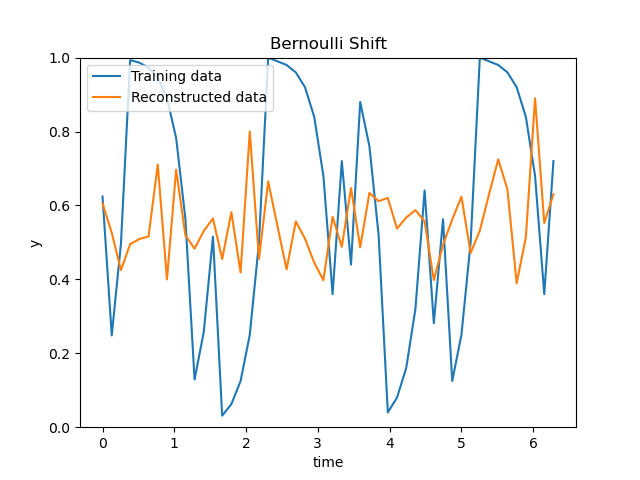 Bernoulli Shift
Training data
Reconstructed data
1.0
0.8
0.6
0.4
0.2
0.0
y
0 1 2 3 4 5 6
time